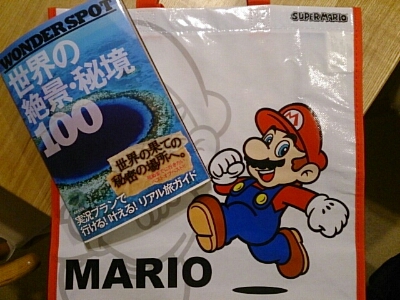 WONDER SPOT
世界の
絶景・秘境
100
世界の果ての
秘密の場所へ。
実況プランで
行ける!叶える!リアル旅ガイド
SUPER MARIO
M
MARIO